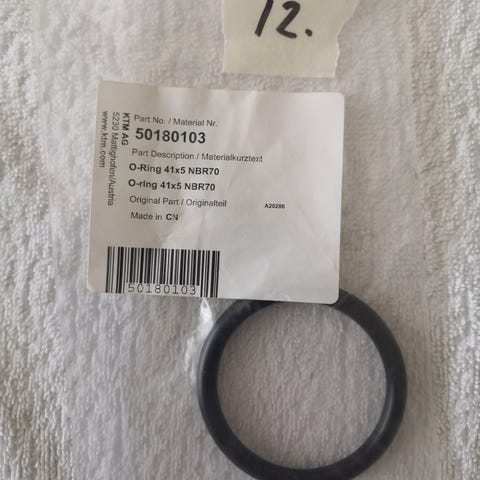 12.
Part No. / Material Nr.
50180103
Part Description / Materialkurztext
O-Ring 41x5 NBR70
O-ring 41x5 NBR70
Original Part / Originalteil
A20286
Made in CN
KTM AG
5230 Mattighofen/Austria
www.ktm.com
50180103